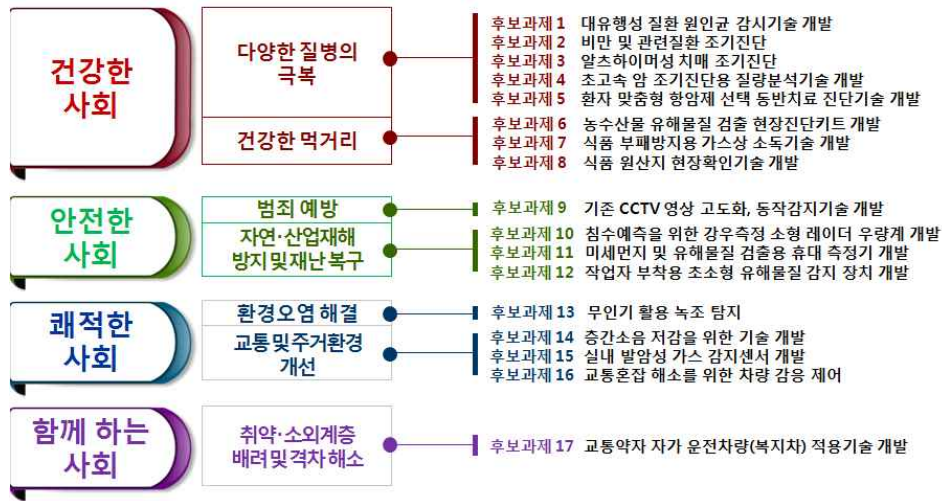 건강한
사회
다양한 질병의
극복
후보과제 1 대유행성 질환 원인균 감시기술 개발
후보과제 2 비만 및 관련질환 조기진단
후보과제 3 알츠하이머성 치매 조기진단
후보과제 4 초고속 암 조기진단용 질량분석기술 개발
후보과제 5 환자 맞춤형 항암제 선택 동반치료 진단기술 개발
건강한 먹거리
후보과제 6 농수산물 유해물질 검출 현장진단키트 개발
후보과제 7 식품 부패방지용 가스상 소독기술 개발
후보과제 8 식품 원산지 현장확인기술 개발
안전한
사회
범죄 예방
후보과제 9 기존 CCTV 영상 고도화, 동작감지기술 개발
자연·산업재해
방지 및 재난 복구
후보과제 10 침수예측을 위한 강우측정 소형 레이더 우량계 개발
후보과제 11 미세먼지 및 유해물질 검출용 휴대 측정기 개발
후보과제 12 작업자 부착용 초소형 유해물질 감지 장치 개발
쾌적한
사회
환경오염 해결
후보과제 13 무인기 활용 녹조 탐지
교통 및 주거환경
개선
후보과제 14 층간소음 저감을 위한 기술 개발
후보과제 15 실내 발암성 가스 감지센서 개발
후보과제 16 교통혼잡 해소를 위한 차량 감응 제어
함께 하는
사회
취약·소외계층
배려 및 격차 해소
후보과제 17 교통약자 자가 운전차량(복지차) 적용기술 개발